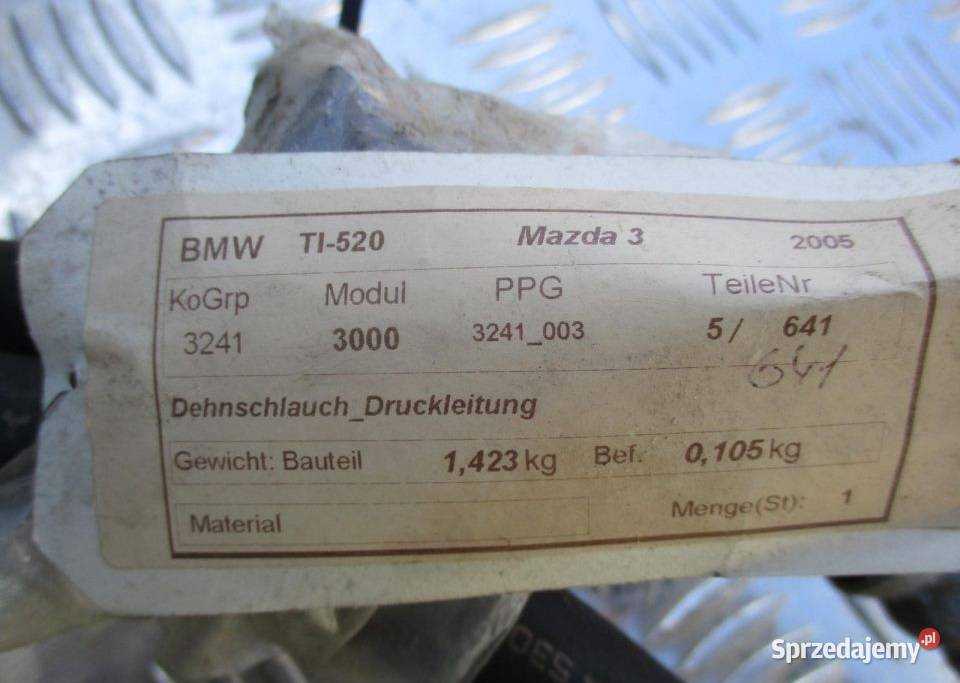 BMW TI-520 Mazda 3 2005
KoGrp Modul PPG TeileNr
3241 3000 3241_003 5 / 641
641
Dehnschlauch_Druckleitung
Gewicht: Bauteil 1,423 kg Bef. 0,105 kg
Material Menge(St): 1
530
Sprzedajemy.pl